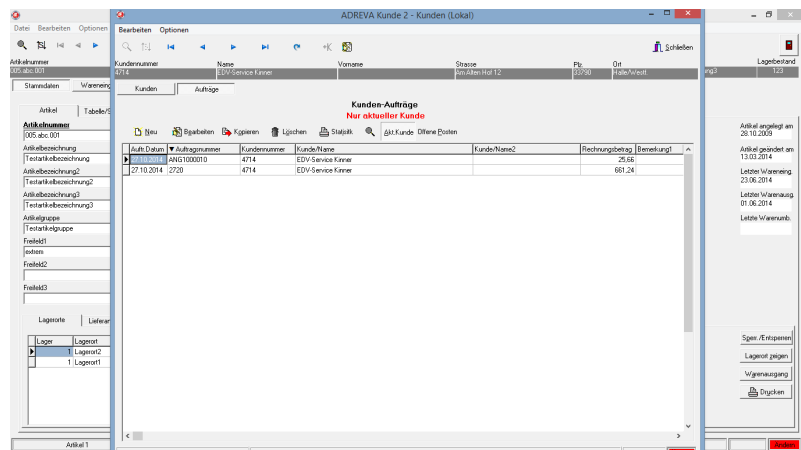 ADREVA Kunde 2 - Kunden (Lokal)
Datei Bearbeiten Optionen
Bearbeiten Optionen
Schließen
Artikelnummer
005.abc.001
Kundennummer Name Vorname Strasse Plz. Ort
4714 EDV-Service Kinner Am Alten Hof 12 33790 Halle/Westf.
Lagerbestand
ng3 123
Stammdaten Wareneing
Kunden Aufträge
Kunden-Aufträge
Nur aktueller Kunde
Artikel Tabelle/S
Neu Bearbeiten Kopieren Löschen Statistik Akt.Kunde Offene Posten
Auftr.Datum Auftragsnummer Kundennummer Kunde/Name Kunde/Name2 Rechnungsbetrag Bemerkung1
27.10.2014 ANG1000010 4714 EDV-Service Kinner 25,66
27.10.2014 2720 4714 EDV-Service Kinner 661,24
Artikelnummer
005.abc.001
Artikelbezeichnung
Testartikelbezeichnung
Artikelbezeichnung2
Testartikelbezeichnung2
Artikelbezeichnung3
Testartikelbezeichnung3
Artikelgruppe
Testartikelgruppe
Freifeld1
extrem
Freifeld2
Freifeld3
Lagerorte Lieferan
Lager Lagerort
1 Lagerort2
1 Lagerort1
Artikel angelegt am
28.10.2009
Artikel geändert am
13.03.2014
Letzter Wareneing.
23.06.2014
Letzter Warenausg.
01.06.2014
Letzte Warenumb.
Sperr./Entsperren
Lagerort zeigen
Warenausgang
Drucken
Artikel 1
Ändern